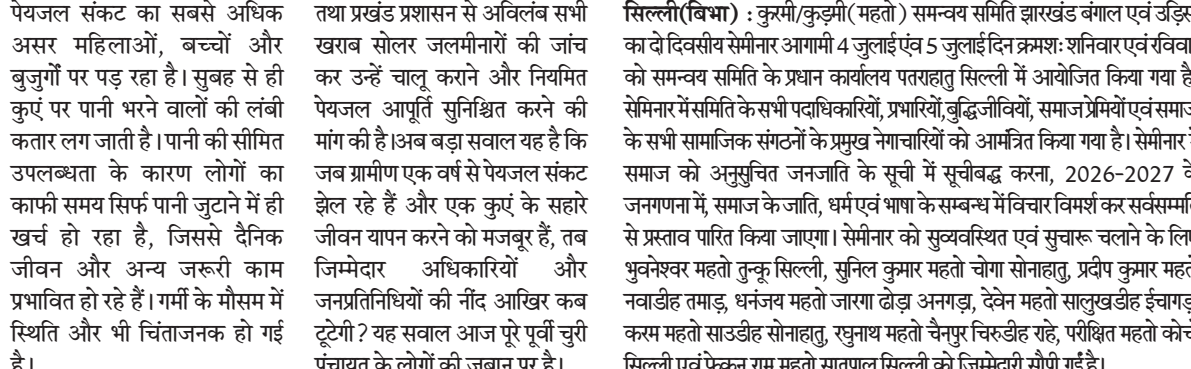 पेयजल संकट का सबसे अधिक
असर महिलाओं, बच्चों और
बुजुर्गों पर पड़ रहा है। सुबह से ही
कुएं पर पानी भरने वालों की लंबी
कतार लग जाती है। पानी की सीमित
उपलब्धता के कारण लोगों का
काफी समय सिर्फ पानी जुटाने में ही
खर्च हो रहा है, जिससे दैनिक
जीवन और अन्य जरूरी काम
प्रभावित हो रहे हैं। गर्मी के मौसम में
स्थिति और भी चिंताजनक हो गई
है।
तथा प्रखंड प्रशासन से अविलंब सभी
खराब सोलर जलमीनारों की जांच
कर उन्हें चालू कराने और नियमित
पेयजल आपूर्ति सुनिश्चित करने की
मांग की है।अब बड़ा सवाल यह है कि
जब ग्रामीण एक वर्ष से पेयजल संकट
झेल रहे हैं और एक कुएं के सहारे
जीवन यापन करने को मजबूर हैं, तब
जिम्मेदार अधिकारियों और
जनप्रतिनिधियों की नींद आखिर कब
टूटेगी? यह सवाल आज पूरे पूर्वी चुरी
पंचायत के लोगों की जुबान पर है।
सिल्ली(बिभा) : कुरमी/कुड़मी(महतो) समन्वय समिति झारखंड बंगाल एवं उड़िस
का दो दिवसीय सेमीनार आगामी 4 जुलाई एंव 5 जुलाई दिन क्रमशः शनिवार एवं रविवा
को समन्वय समिति के प्रधान कार्यालय पतराहातु सिल्ली में आयोजित किया गया है
सेमिनार में समिति के सभी पदाधिकारियों, प्रभारियों, बुद्धिजीवियों, समाज प्रेमियों एवं समाज
के सभी सामाजिक संगठनों के प्रमुख नेगाचारियों को आमंत्रित किया गया है। सेमीनार
समाज को अनुसुचित जनजाति के सूची में सूचीबद्ध करना, 2026-2027 के
जनगणना में, समाज के जाति, धर्म एवं भाषा के सम्बन्ध में विचार विमर्श कर सर्वसम्मति
से प्रस्ताव पारित किया जाएगा। सेमीनार को सुव्यवस्थित एवं सुचारू चलाने के लिए
भुवनेश्वर महतो तुन्कू सिल्ली, सुनिल कुमार महतो चोगा सोनाहातु, प्रदीप कुमार महत
नवाडीह तमाड़, धनंजय महतो जारगा ढोड़ा अनगड़ा, देवेन महतो सालुखडीह ईचागड़
करम महतो साउडीह सोनाहातु, रघुनाथ महतो चैनपुर चिरुडीह राहे, परीक्षित महतो कोच
सिल्ली एवं फेकन राम महतो सातपाल सिल्ली को जिम्मेदारी सौपी गई है।